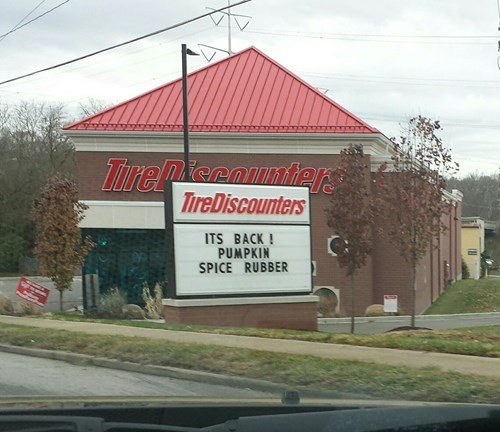 TireDiscounters
TireDiscounters
ITS BACK!
PUMPKIN
SPICE RUBBER